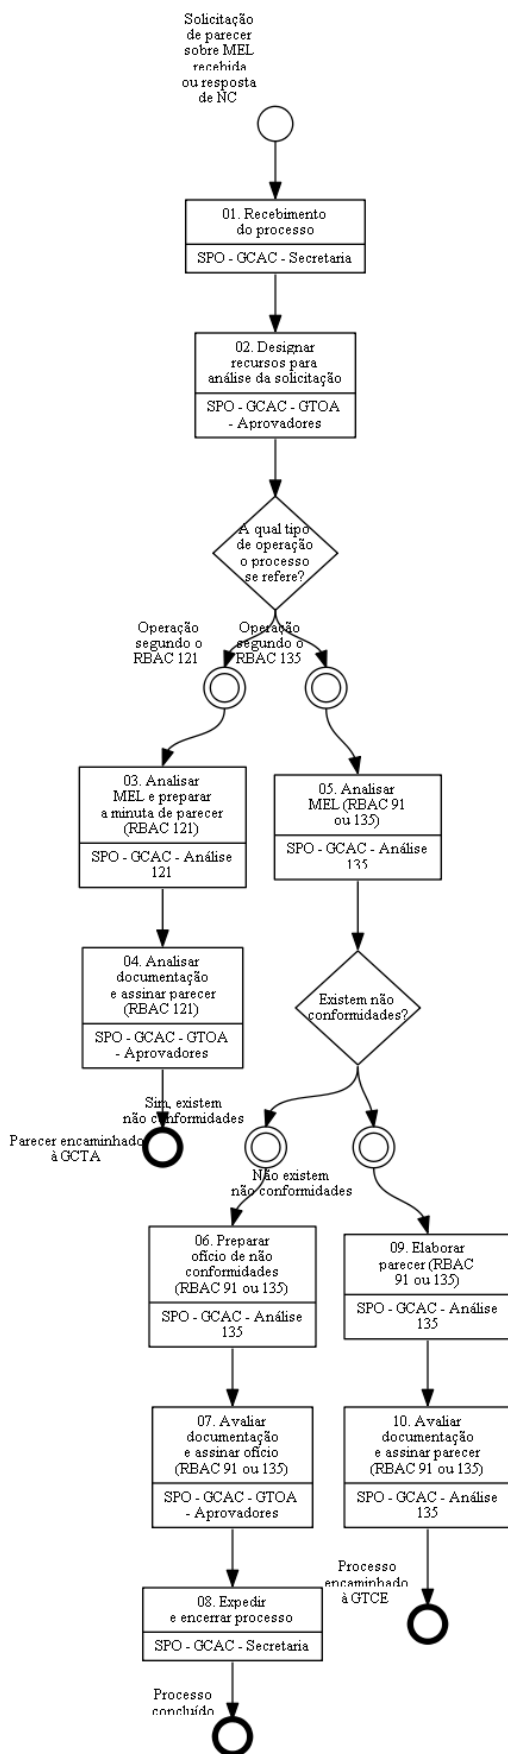 Solicitação
de parecer
sobre MEL
recebida
ou resposta
de NC
01. Recebimento
do processo
SPO - GCAC - Secretaria
02. Designar
recursos para
análise da solicitação
SPO - GCAC - GTOA
- Aprovadores
A qual tipo
de operação
o processo
se refere?
Operação
segundo o
RBAC 121
Operação
segundo o
RBAC 135
03. Analisar
MEL e preparar
a minuta de parecer
(RBAC 121)
SPO - GCAC - Análise
121
05. Analisar
MEL (RBAC 91
ou 135)
SPO - GCAC - Análise
135
04. Analisar
documentação
e assinar parecer
(RBAC 121)
SPO - GCAC - GTOA
- Aprovadores
Existem não
conformidades?
Sim, existem
não conformidades
Parecer encaminhado
à GCTA
Não existem
não conformidades
06. Preparar
ofício de não
conformidades
(RBAC 91 ou 135)
SPO - GCAC - Análise
135
09. Elaborar
parecer (RBAC
91 ou 135)
SPO - GCAC - Análise
135
07. Avaliar
documentação
e assinar ofício
(RBAC 91 ou 135)
SPO - GCAC - GTOA
- Aprovadores
10. Avaliar
documentação
e assinar parecer
(RBAC 91 ou 135)
SPO - GCAC - Análise
135
Processo
encaminhado
à GTCE
08. Expedir
e encerrar processo
SPO - GCAC - Secretaria
Processo
concluído